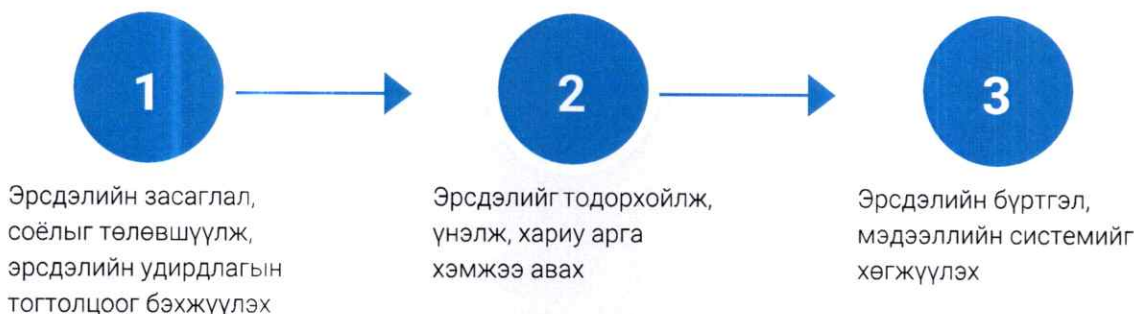 1
2
3
Эрсдэлийн засаглал,
соёлыг төлөвшүүлж,
эрсдэлийн удирдлагын
тогтолцоог бэхжүүлэх
Эрсдэлийг тодорхойлж,
үнэлж, хариу арга
хэмжээ авах
Эрсдэлийн бүртгэл,
мэдээллийн системийг
хөгжүүлэх